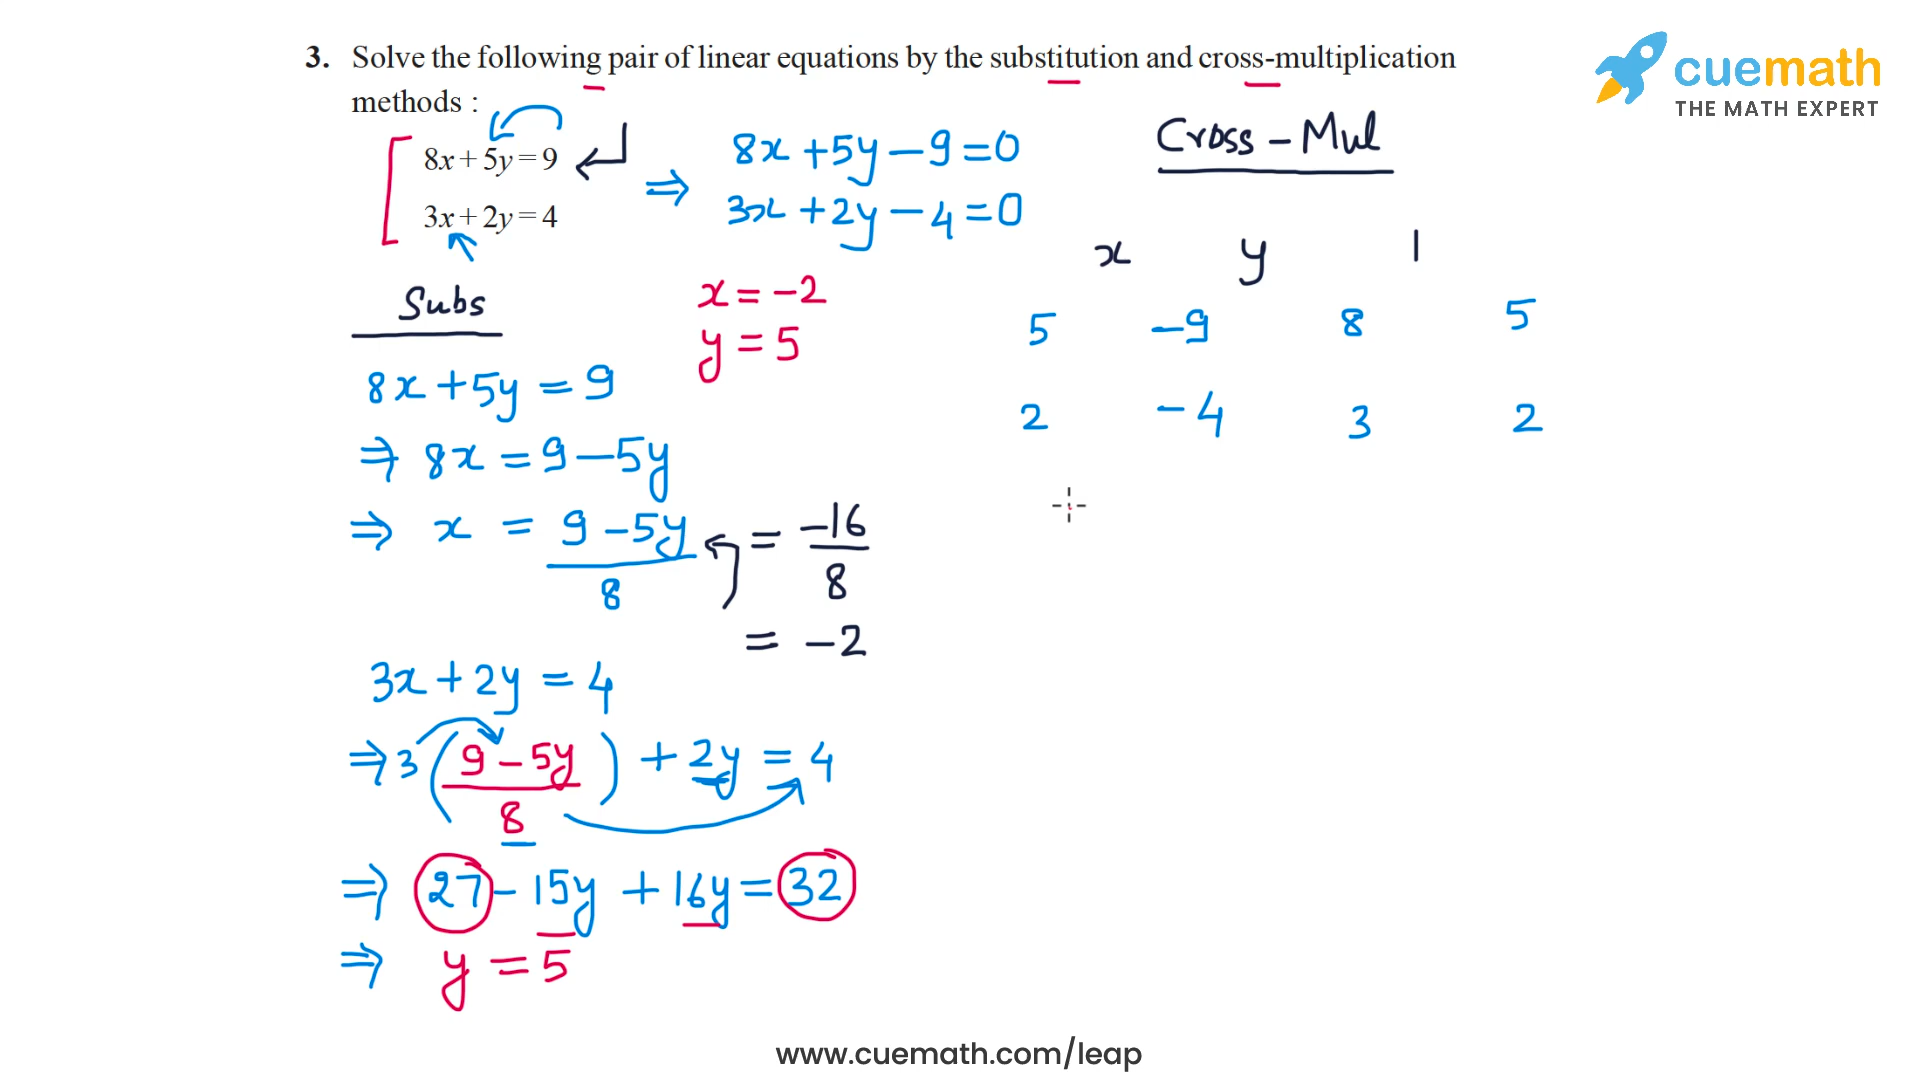 3. Solve the following pair of linear equations by the substitution and cross-multiplication
methods :
8x + 5y = 9
3x + 2y = 4
⇒ 8x + 5y − 9 = 0
3x + 2y − 4 = 0
x = −2
y = 5
Subs
8x + 5y = 9
⇒ 8x = 9 − 5y
⇒ x = (9 − 5y)/8 = −16/8
= −2
3x + 2y = 4
⇒ 3((9 − 5y)/8) + 2y = 4
⇒ 27 − 15y + 16y = 32
⇒ y = 5
Cross - Mul
x y 1
5 −9 8 5
2 −4 3 2
cuemath
THE MATH EXPERT
www.cuemath.com/leap